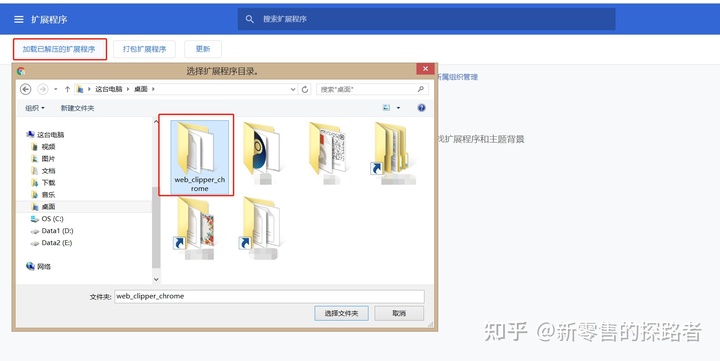 扩展程序
搜索扩展程序
加载已解压的扩展程序
打包扩展程序
更新
选择扩展程序目录。
这台电脑 桌面
搜索"桌面"
组织
新建文件夹
所属组织管理
这台电脑
视频
图片
文档
下载
音乐
桌面
OS (C:)
Data1 (D:)
Data2 (E:)
网络
web_clipper_ch
rome
找扩展程序和主题背景
文件夹: web_clipper_chrome
选择文件夹
取消
知乎 @新零售的探路者